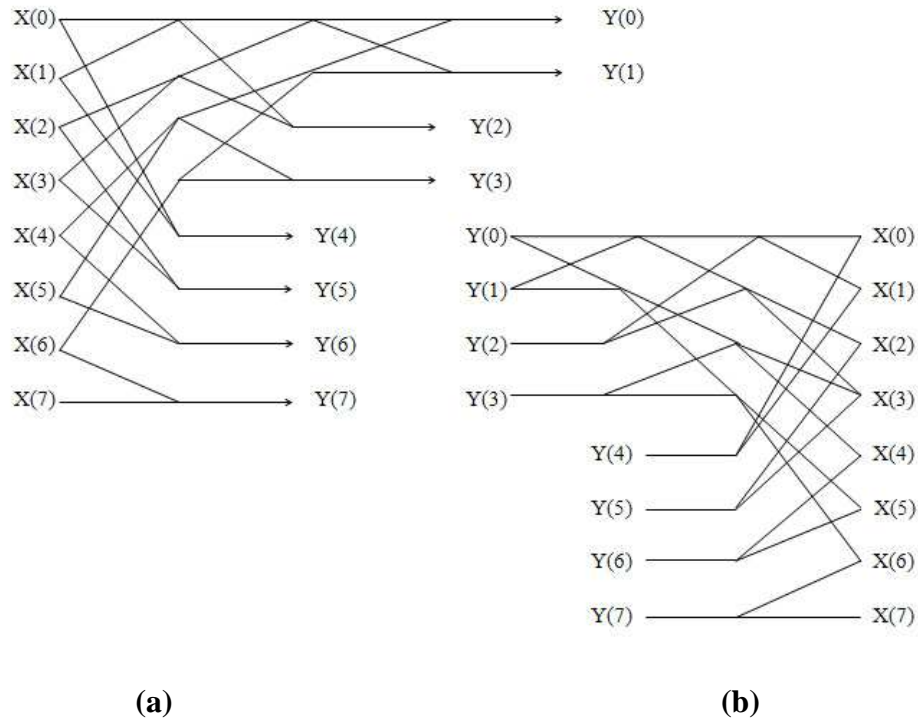 X(0) Y(0)
X(1) Y(1)
X(2) Y(2)
X(3) Y(3)
X(4) Y(4) Y(0) X(0)
X(5) Y(5) Y(1) X(1)
X(6) Y(6) Y(2) X(2)
X(7) Y(7) Y(3) X(3)
Y(4) X(4)
Y(5) X(5)
Y(6) X(6)
Y(7) X(7)
(a) (b)